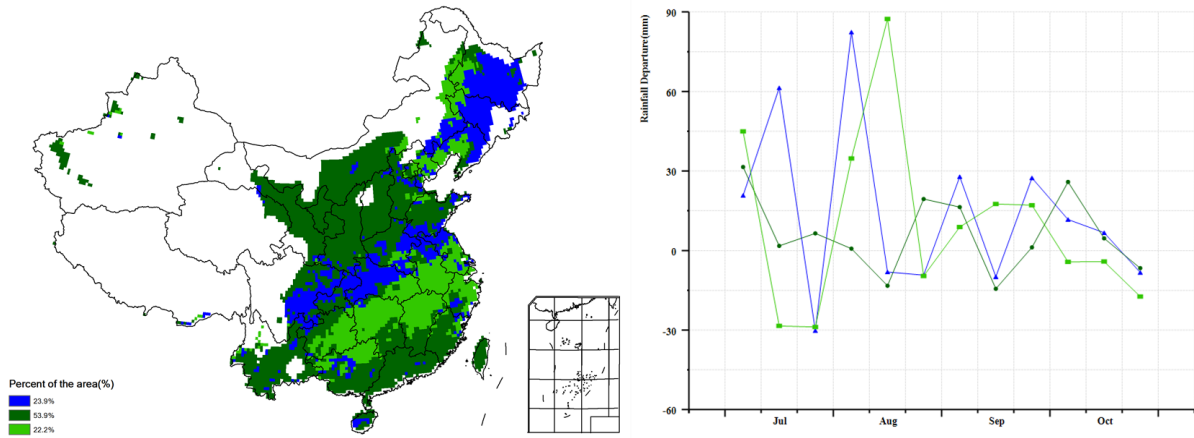 Percent of the area(%)
23.9%
53.9%
22.2%
Rainfall Departure(mm)
90
60
30
0
-30
-60
Jul
Aug
Sep
Oct